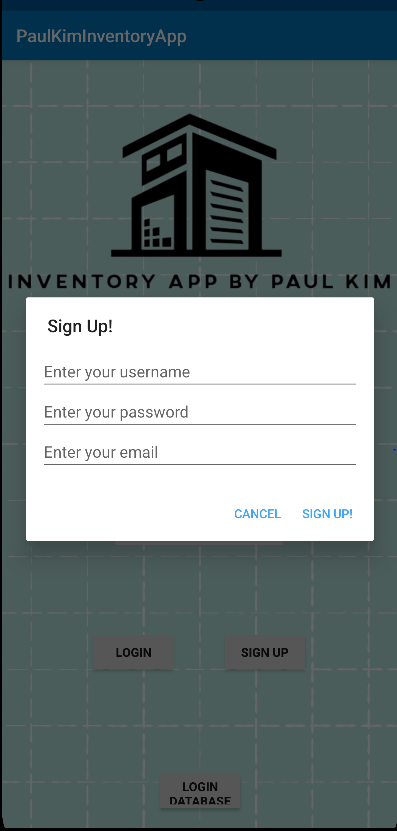 PaulKimInventoryApp
INVENTORY APP BY PAUL KIM
Sign Up!
Enter your username
Enter your password
Enter your email
CANCEL SIGN UP!
LOGIN SIGN UP
LOGIN
DATABASE